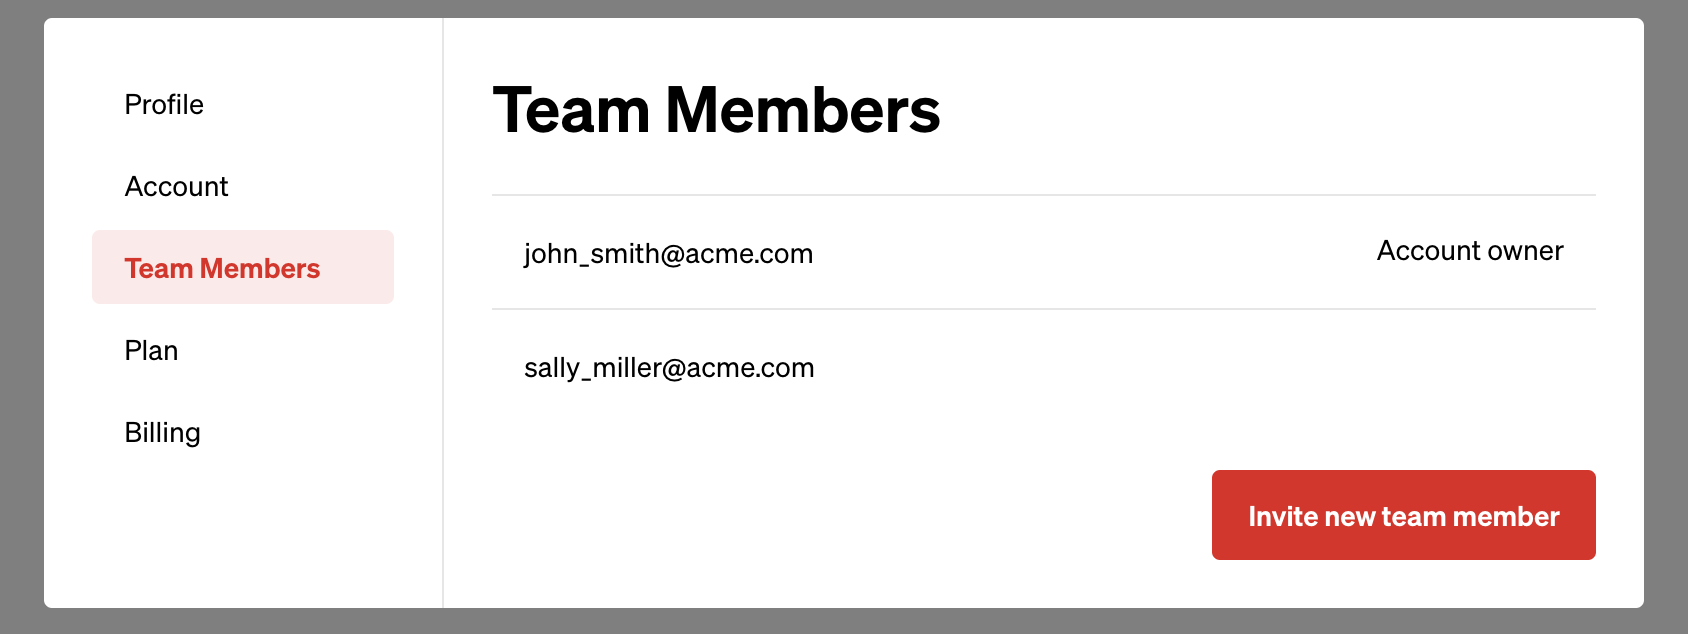 Profile
Account
Team Members
Plan
Billing
Team Members
john_smith@acme.com
Account owner
sally_miller@acme.com
Invite new team member